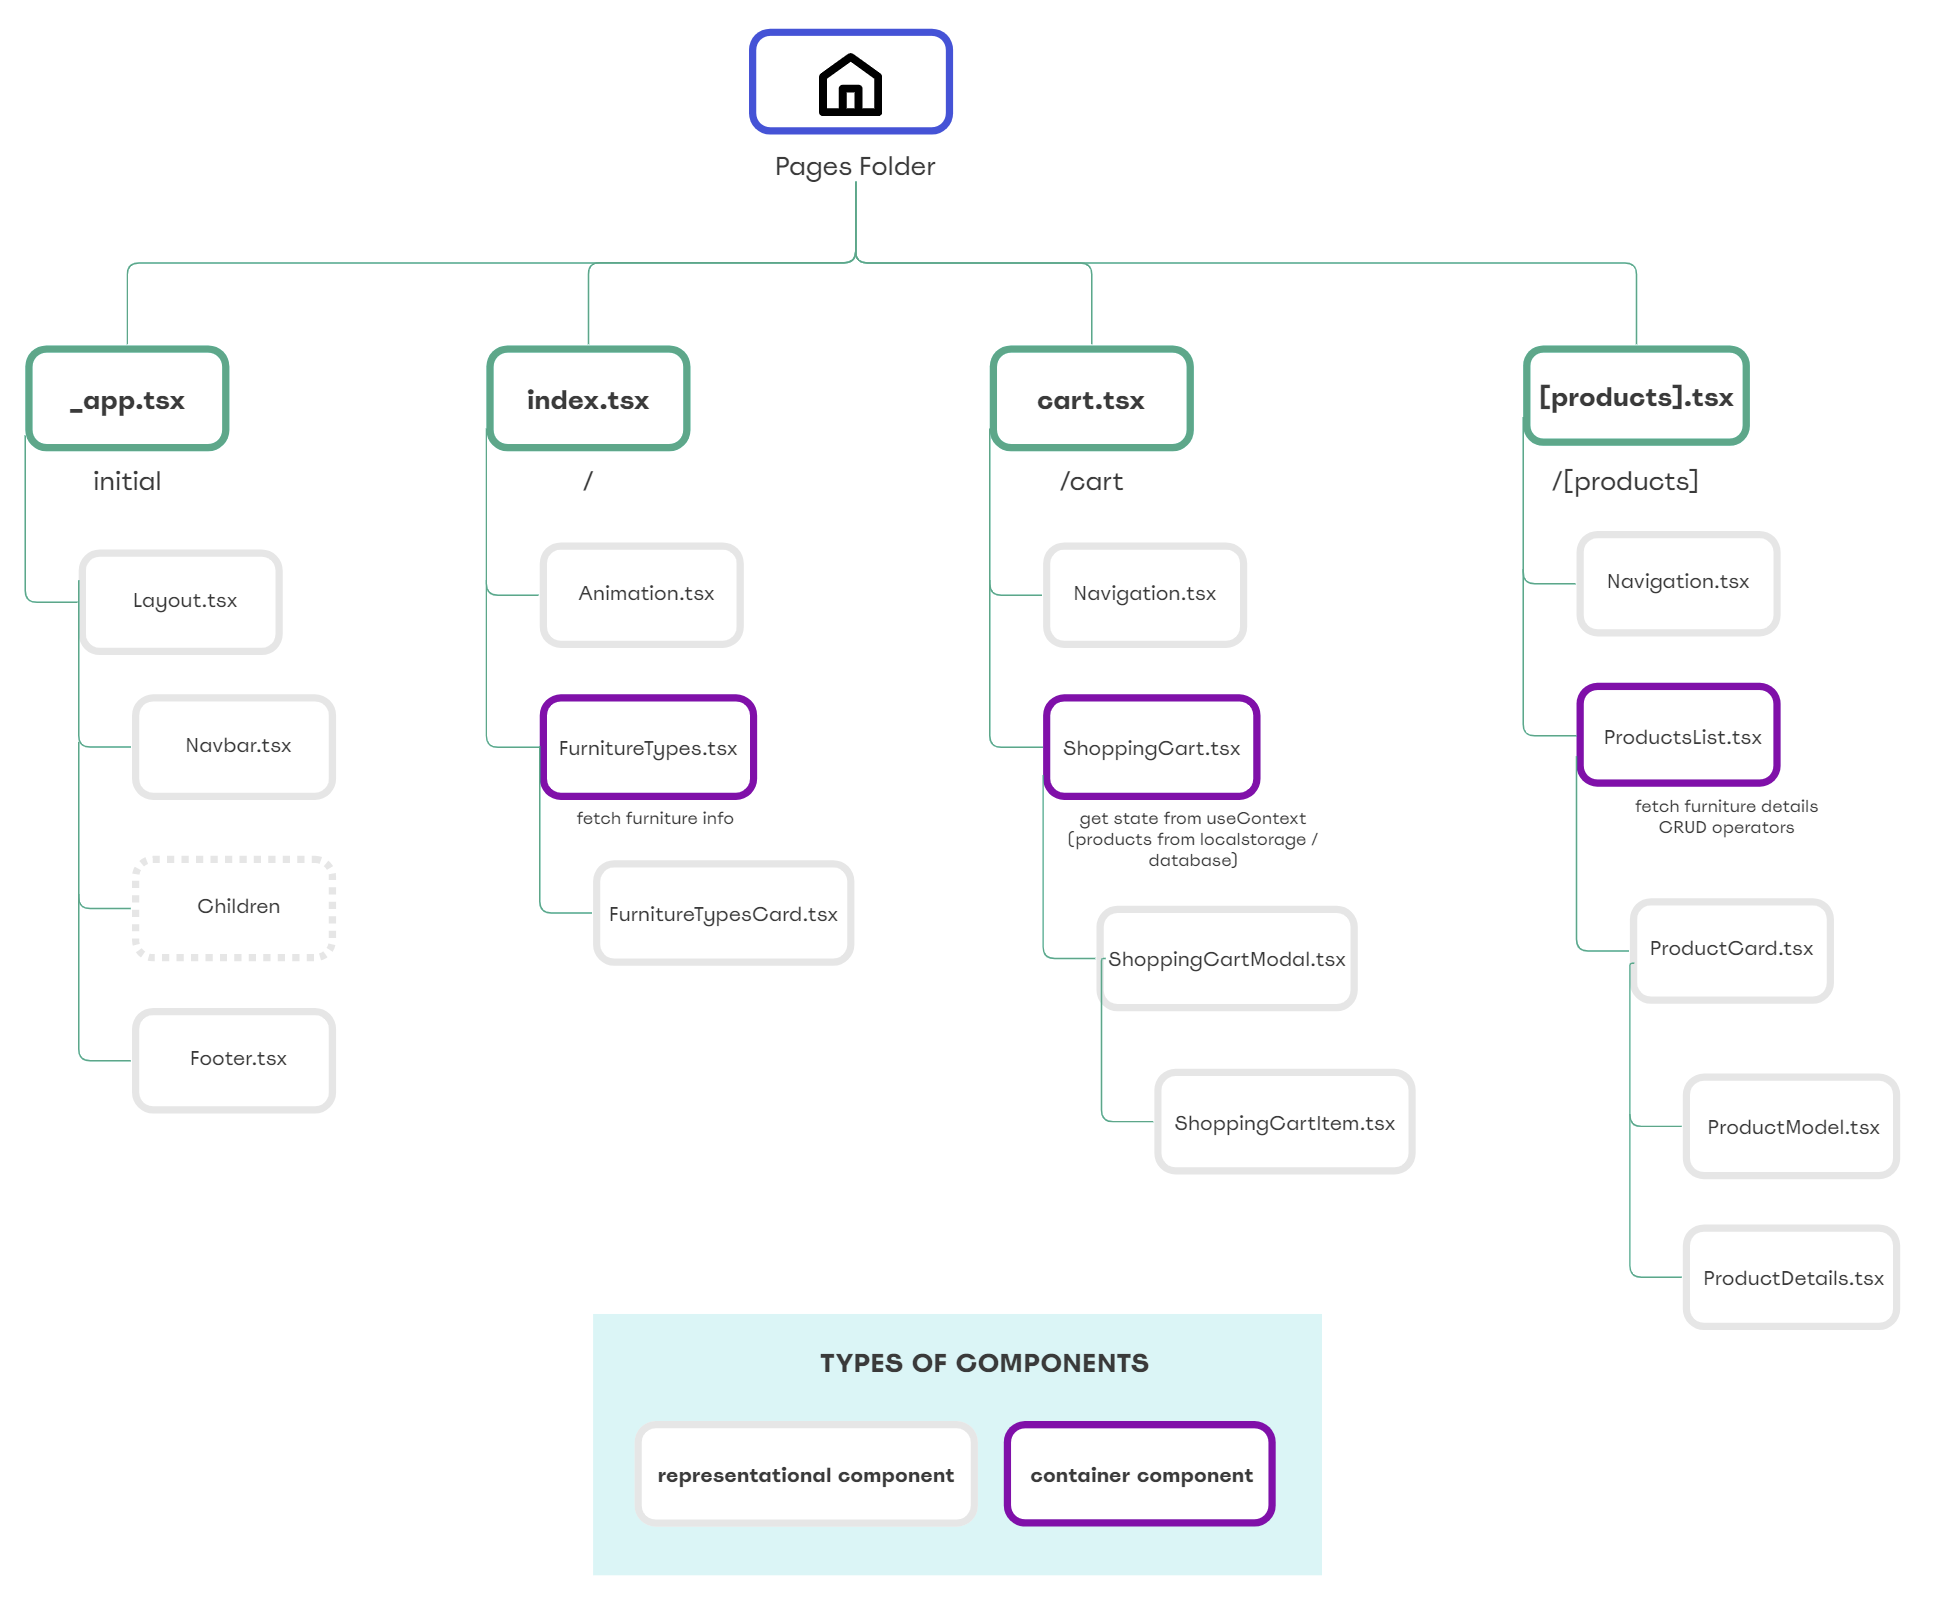 Pages Folder
_app.tsx
initial
Layout.tsx
Navbar.tsx
Children
Footer.tsx
index.tsx
/
Animation.tsx
FurnitureTypes.tsx
fetch furniture info
FurnitureTypesCard.tsx
cart.tsx
/cart
Navigation.tsx
ShoppingCart.tsx
get state from useContext
(products from localstorage /
database)
ShoppingCartModal.tsx
ShoppingCartItem.tsx
[products].tsx
/[products]
Navigation.tsx
ProductsList.tsx
fetch furniture details
CRUD operators
ProductCard.tsx
ProductModel.tsx
ProductDetails.tsx
TYPES OF COMPONENTS
representational component
container component